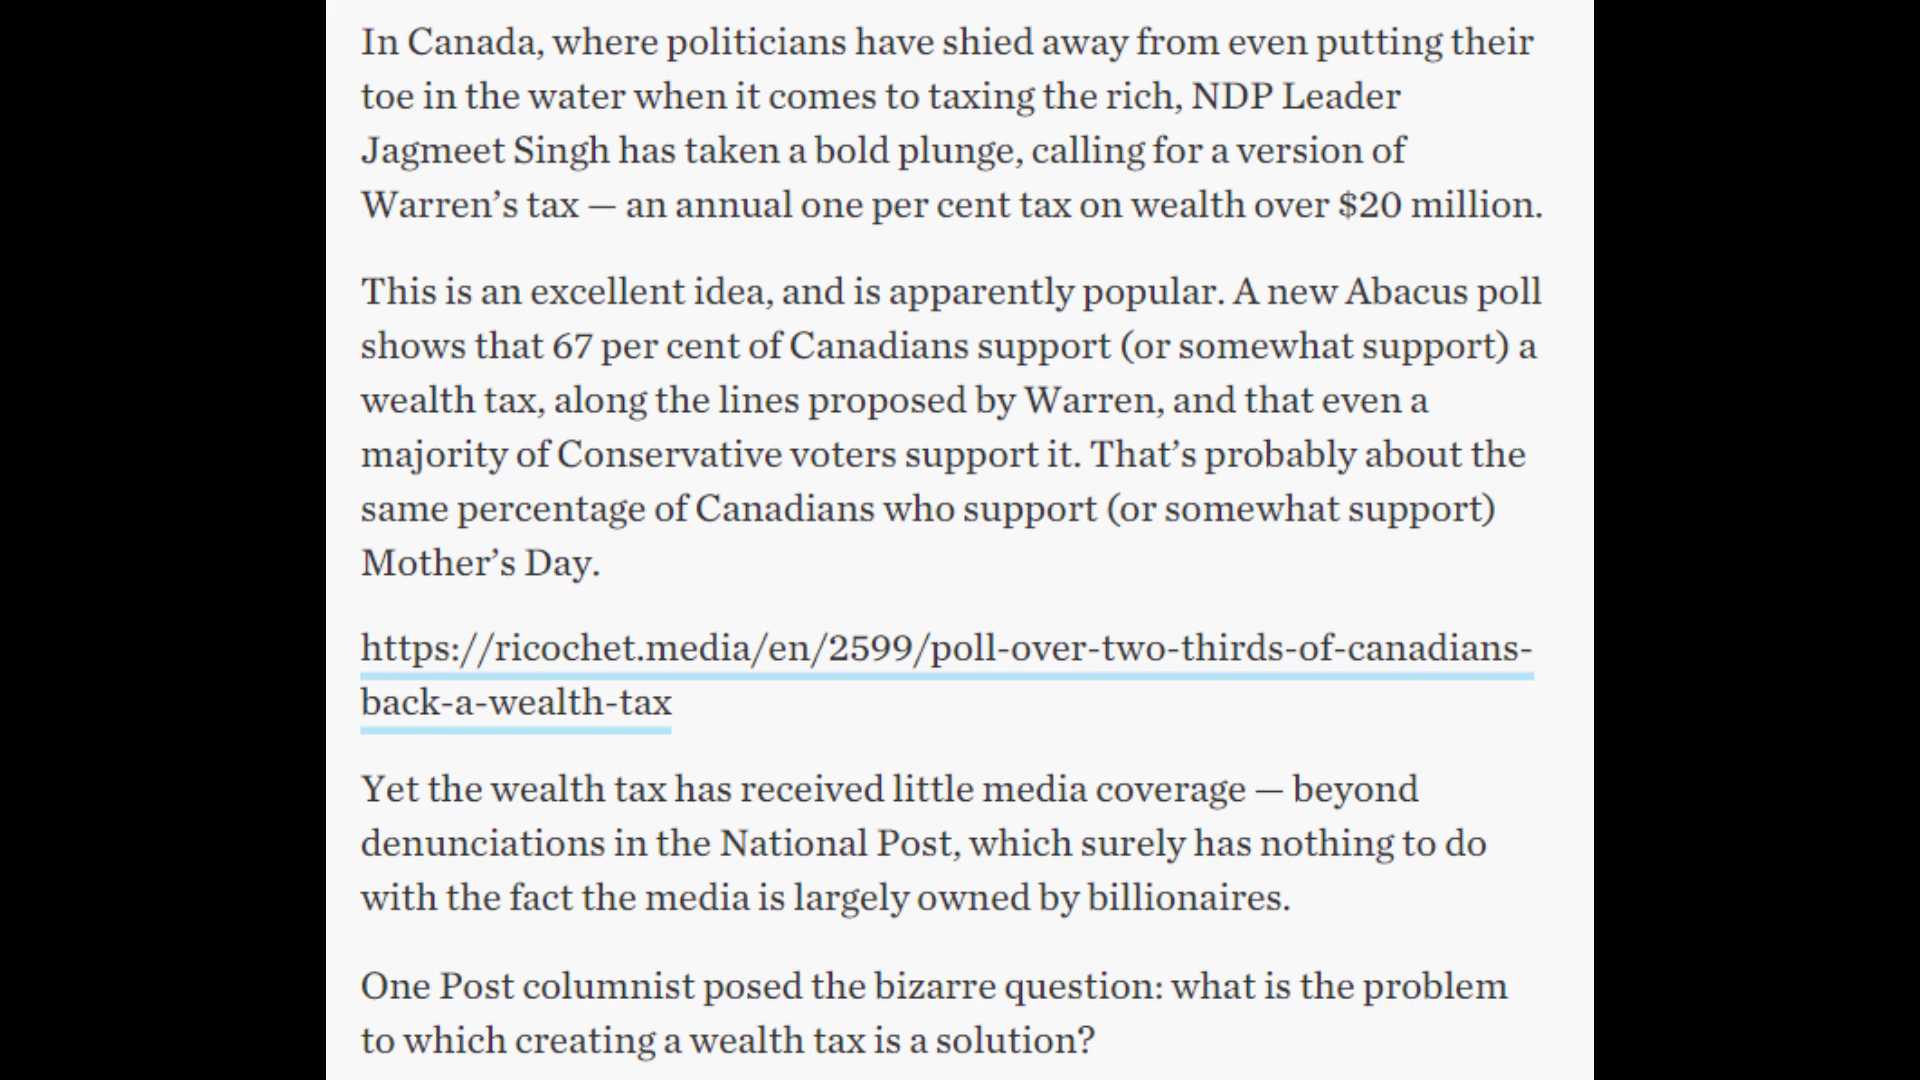 In Canada, where politicians have shied away from even putting their
toe in the water when it comes to taxing the rich, NDP Leader
Jagmeet Singh has taken a bold plunge, calling for a version of
Warren’s tax — an annual one per cent tax on wealth over $20 million.
This is an excellent idea, and is apparently popular. A new Abacus poll
shows that 67 per cent of Canadians support (or somewhat support) a
wealth tax, along the lines proposed by Warren, and that even a
majority of Conservative voters support it. That’s probably about the
same percentage of Canadians who support (or somewhat support)
Mother’s Day.
https://ricochet.media/en/2599/poll-over-two-thirds-of-canadians-
back-a-wealth-tax
Yet the wealth tax has received little media coverage — beyond
denunciations in the National Post, which surely has nothing to do
with the fact the media is largely owned by billionaires.
One Post columnist posed the bizarre question: what is the problem
to which creating a wealth tax is a solution?